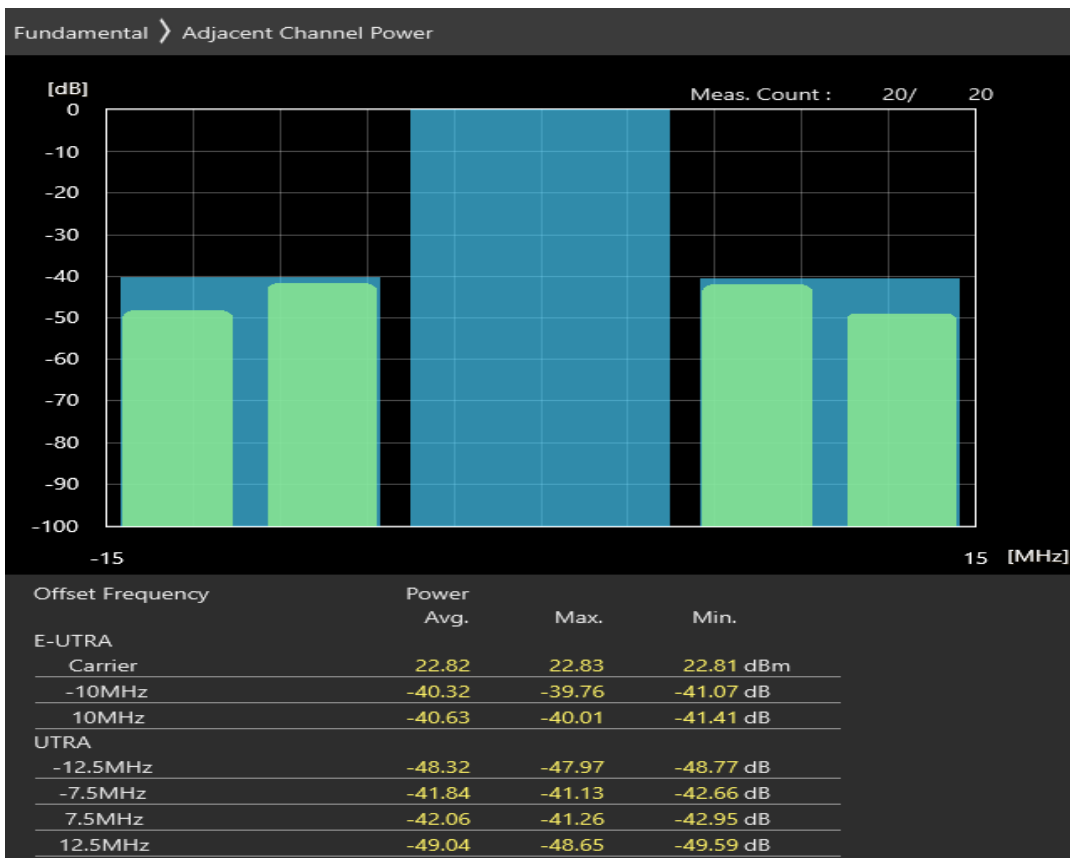 Fundamental 〉 Adjacent Channel Power
[dB]
Meas. Count : 20/ 20
0
-10
-20
-30
-40
-50
-60
-70
-80
-90
-100
-15 15 [MHz]
Offset Frequency Power
Avg. Max. Min.
E-UTRA
Carrier 22.82 22.83 22.81 dBm
-10MHz -40.32 -39.76 -41.07 dB
10MHz -40.63 -40.01 -41.41 dB
UTRA
-12.5MHz -48.32 -47.97 -48.77 dB
-7.5MHz -41.84 -41.13 -42.66 dB
7.5MHz -42.06 -41.26 -42.95 dB
12.5MHz -49.04 -48.65 -49.59 dB